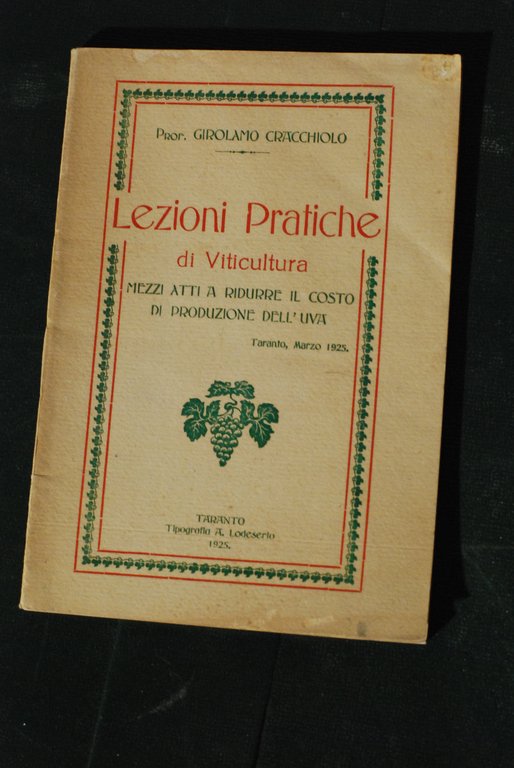 Prof. GIROLAMO CRACCHIOLO
Lezioni Pratiche
di Viticultura
MEZZI ATTI A RIDURRE IL COSTO
DI PRODUZIONE DELL'UVA
Taranto, Marzo 1925.
TARANTO
Tipografia A. Lodeserto
1925.